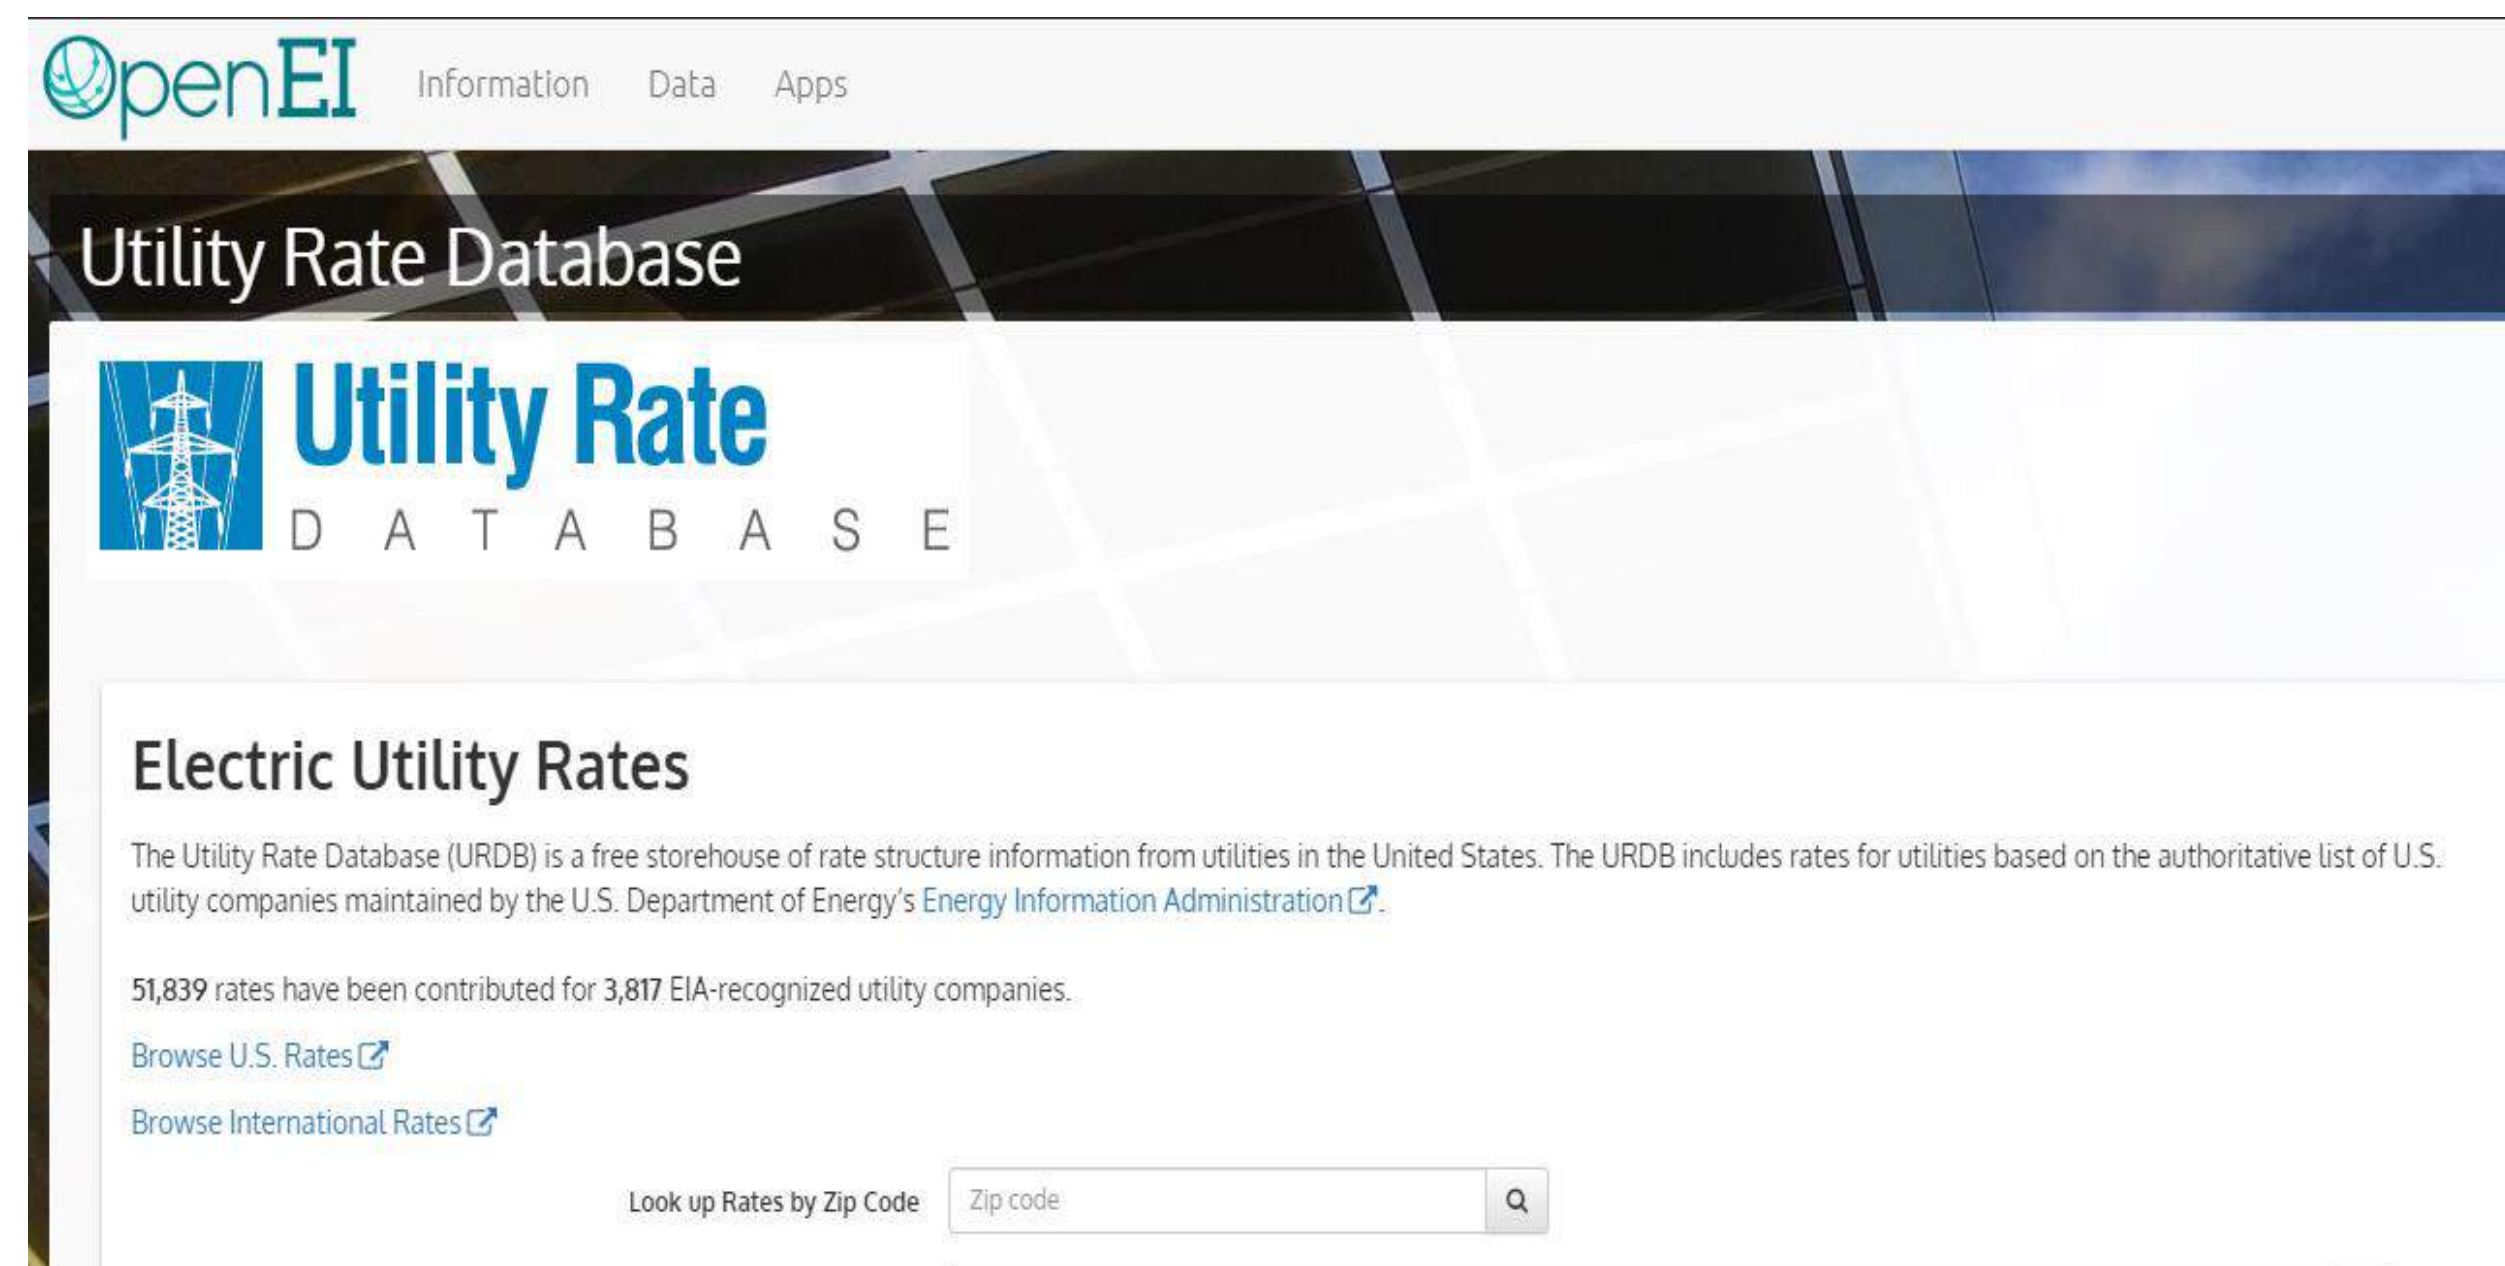 OpenEI Information Data Apps
Utility Rate Database
Utility Rate
DATABASE
Electric Utility Rates
The Utility Rate Database (URDB) is a free storehouse of rate structure information from utilities in the United States. The URDB includes rates for utilities based on the authoritative list of U.S.
utility companies maintained by the U.S. Department of Energy’s Energy Information Administration.
51,839 rates have been contributed for 3,817 EIA-recognized utility companies.
Browse U.S. Rates
Browse International Rates
Look up Rates by Zip Code Zip code